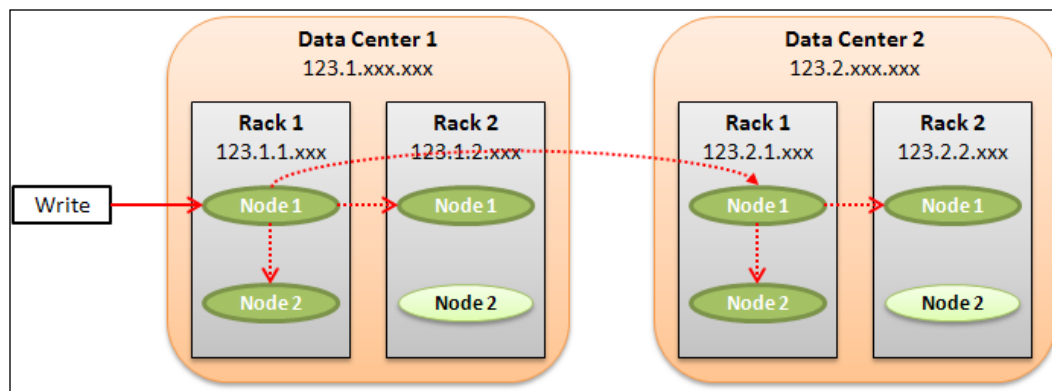 Data Center 1
123.1.xxx.xxx
Data Center 2
123.2.xxx.xxx
Rack 1
123.1.1.xxx
Rack 2
123.1.2.xxx
Rack 1
123.2.1.xxx
Rack 2
123.2.2.xxx
Write
Node 1
Node 1
Node 1
Node 1
Node 2
Node 2
Node 2
Node 2